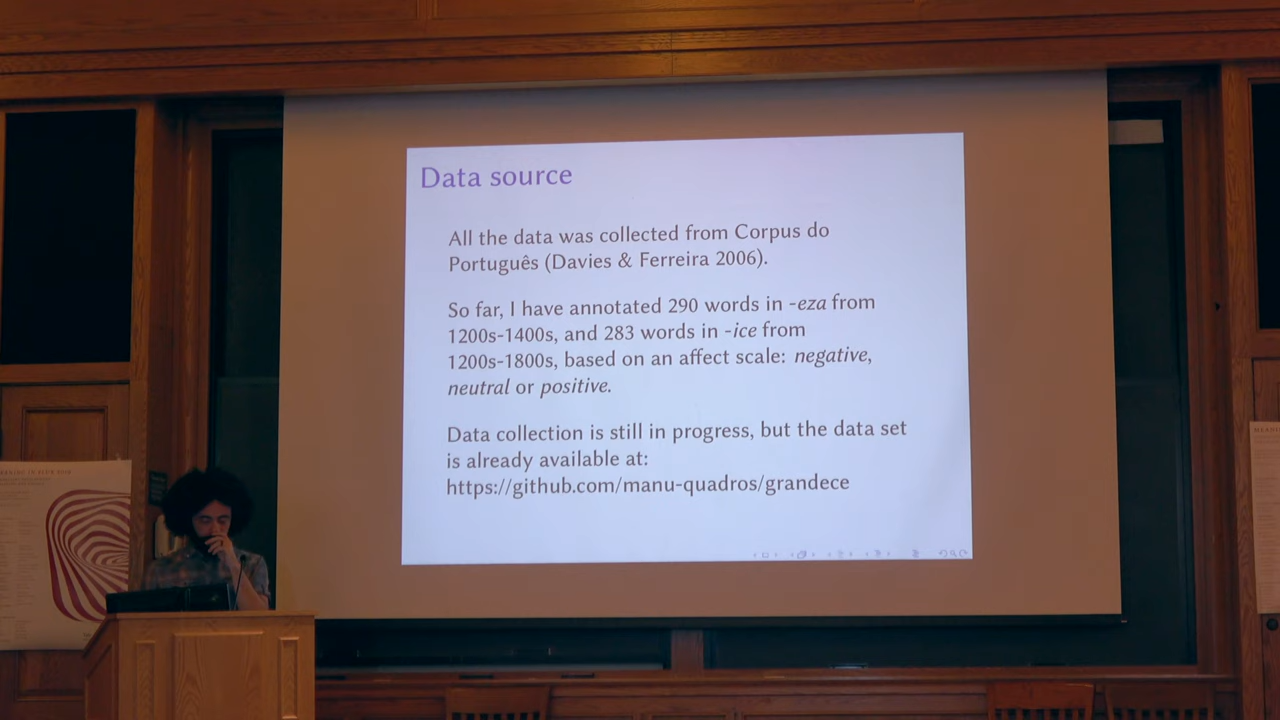 Data source
All the data was collected from Corpus do
Português (Davies & Ferreira 2006).
So far, I have annotated 290 words in -eza from
1200s-1400s, and 283 words in -ice from
1200s-1800s, based on an affect scale: negative,
neutral or positive.
Data collection is still in progress, but the data set
is already available at:
https://github.com/manu-quadros/grandece